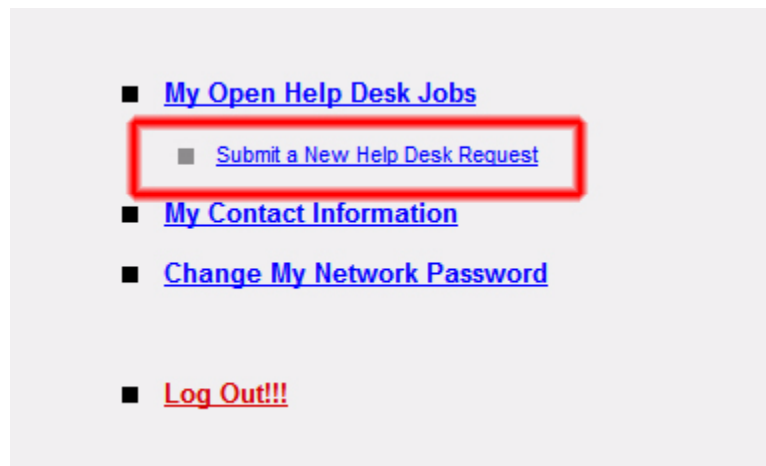 My Open Help Desk Jobs
Submit a New Help Desk Request
My Contact Information
Change My Network Password
Log Out!!!